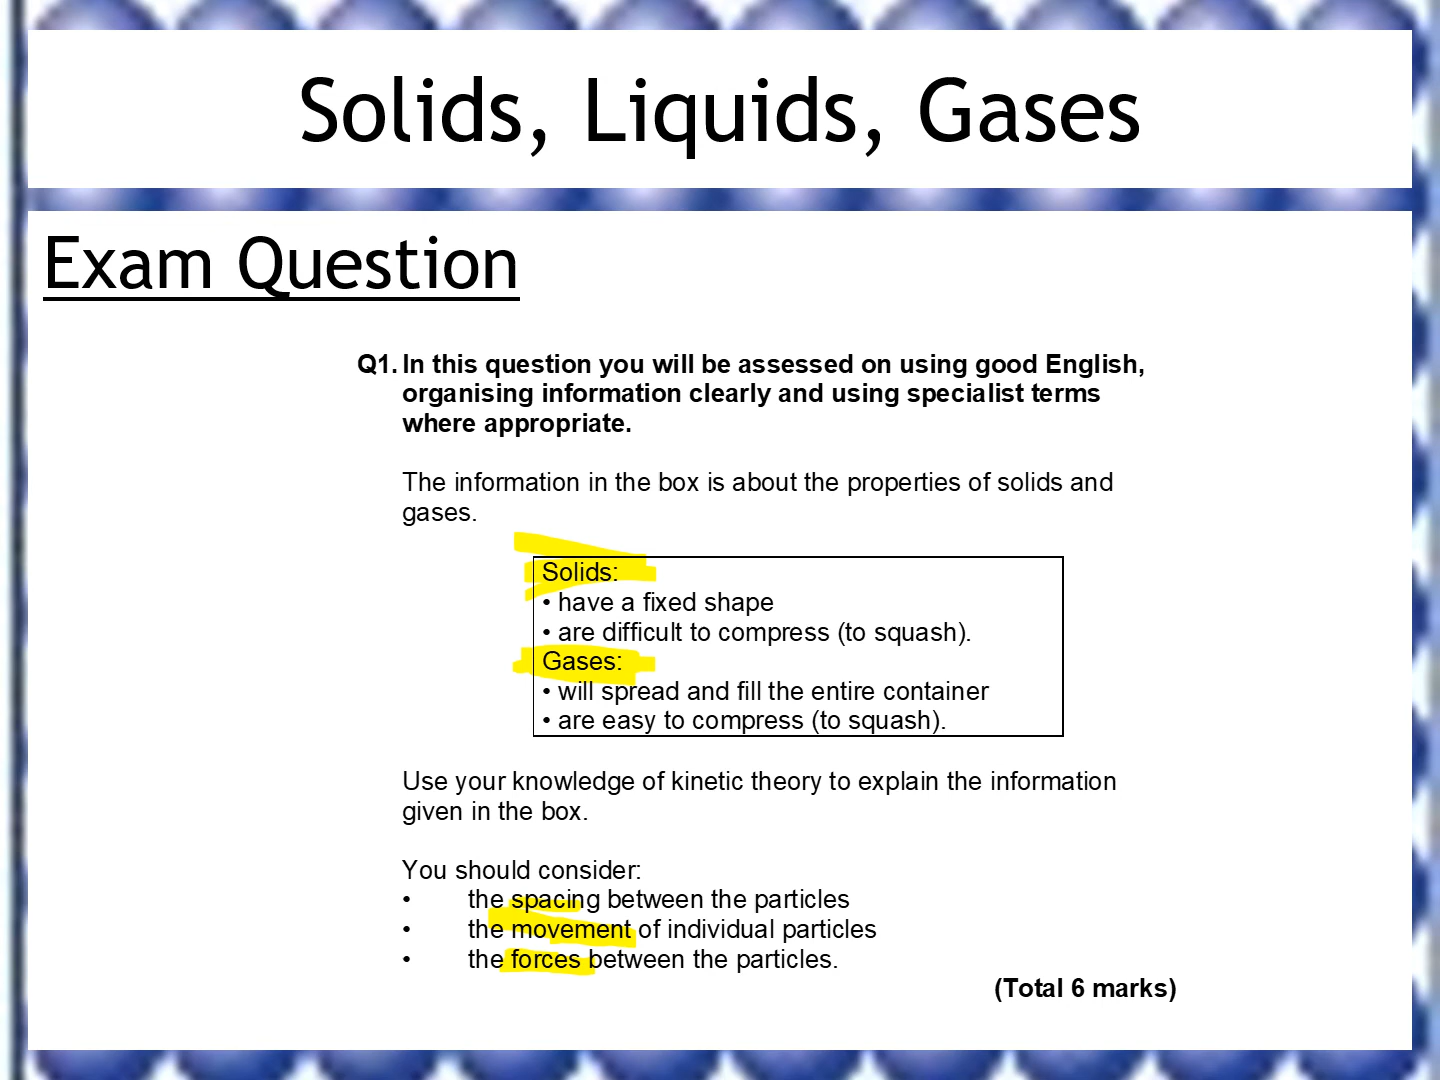 Solids, Liquids, Gases
Exam Question
Q1. In this question you will be assessed on using good English,
organising information clearly and using specialist terms
where appropriate.
The information in the box is about the properties of solids and
gases.
Solids:
• have a fixed shape
• are difficult to compress (to squash).
Gases:
• will spread and fill the entire container
• are easy to compress (to squash).
Use your knowledge of kinetic theory to explain the information
given in the box.
You should consider:
• the spacing between the particles
• the movement of individual particles
• the forces between the particles.
(Total 6 marks)